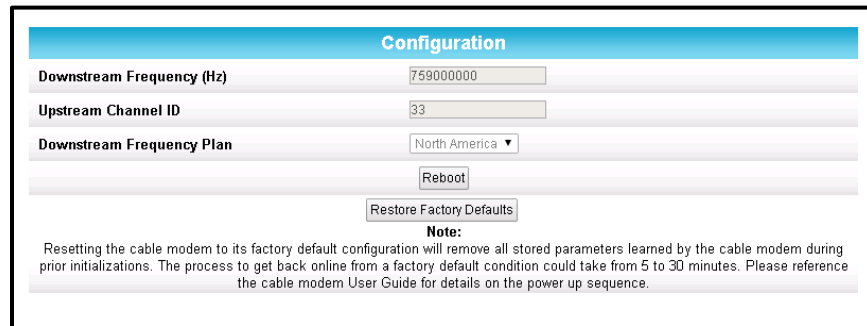 Configuration
Downstream Frequency (Hz) 759000000
Upstream Channel ID 33
Downstream Frequency Plan North America ▼
Reboot
Restore Factory Defaults
Note:
Resetting the cable modem to its factory default configuration will remove all stored parameters learned by the cable modem during
prior initializations. The process to get back online from a factory default condition could take from 5 to 30 minutes. Please reference
the cable modem User Guide for details on the power up sequence.